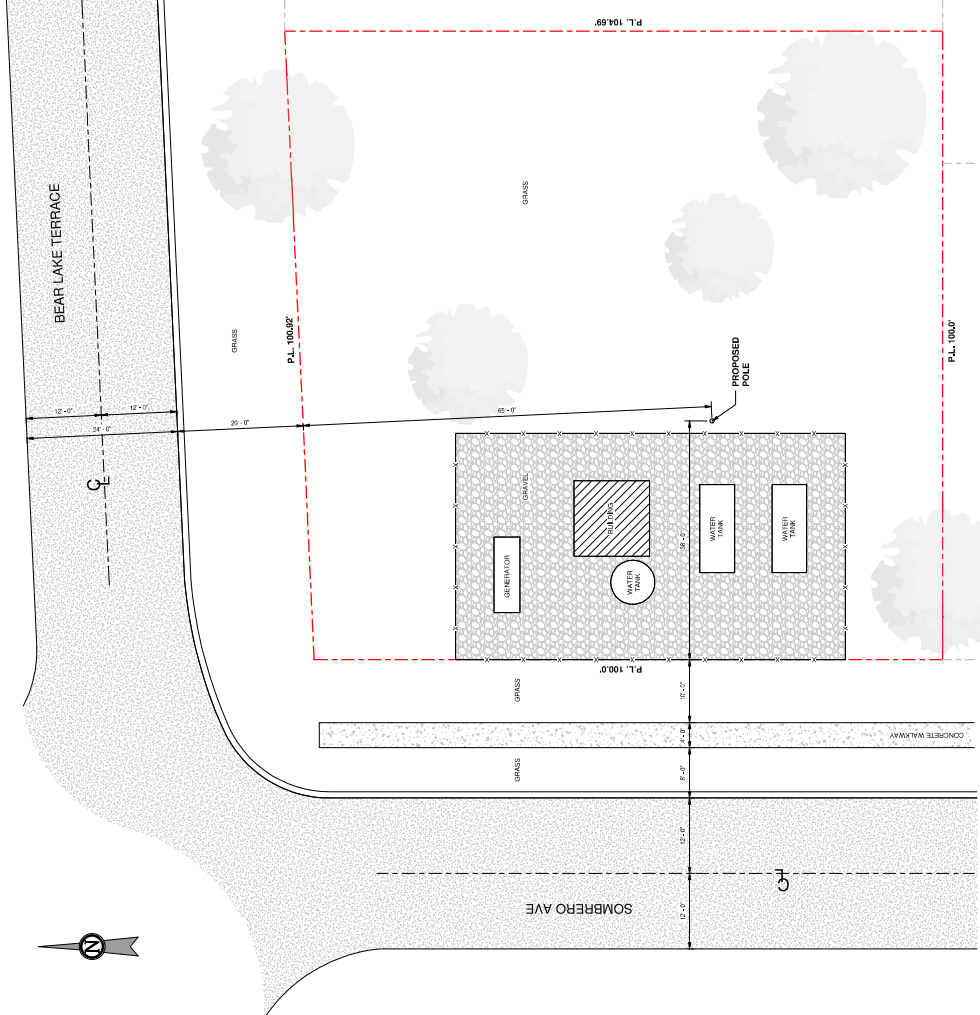 P.L. 104.69'
BEAR LAKE TERRACE
GRASS
GRASS
P.L. 100.92'
P.L. 100.0'
PROPOSED
POLE
12' - 0"
12' - 0"
24' - 0"
20' - 0"
65' - 0"
CL
GRAVEL
BUILDING
GENERATOR
WATER
TANK
WATER
TANK
WATER
TANK
38' - 0"
P.L. 100.0'
GRASS
10' - 0"
4' - 0"
CONCRETE WALKWAY
GRASS
8' - 0"
12' - 0"
CL
SOMBRERO AVE
12' - 0"
N
X X X X X X X X X X
X X X X X
X X X X X
X X X X X X X X X X